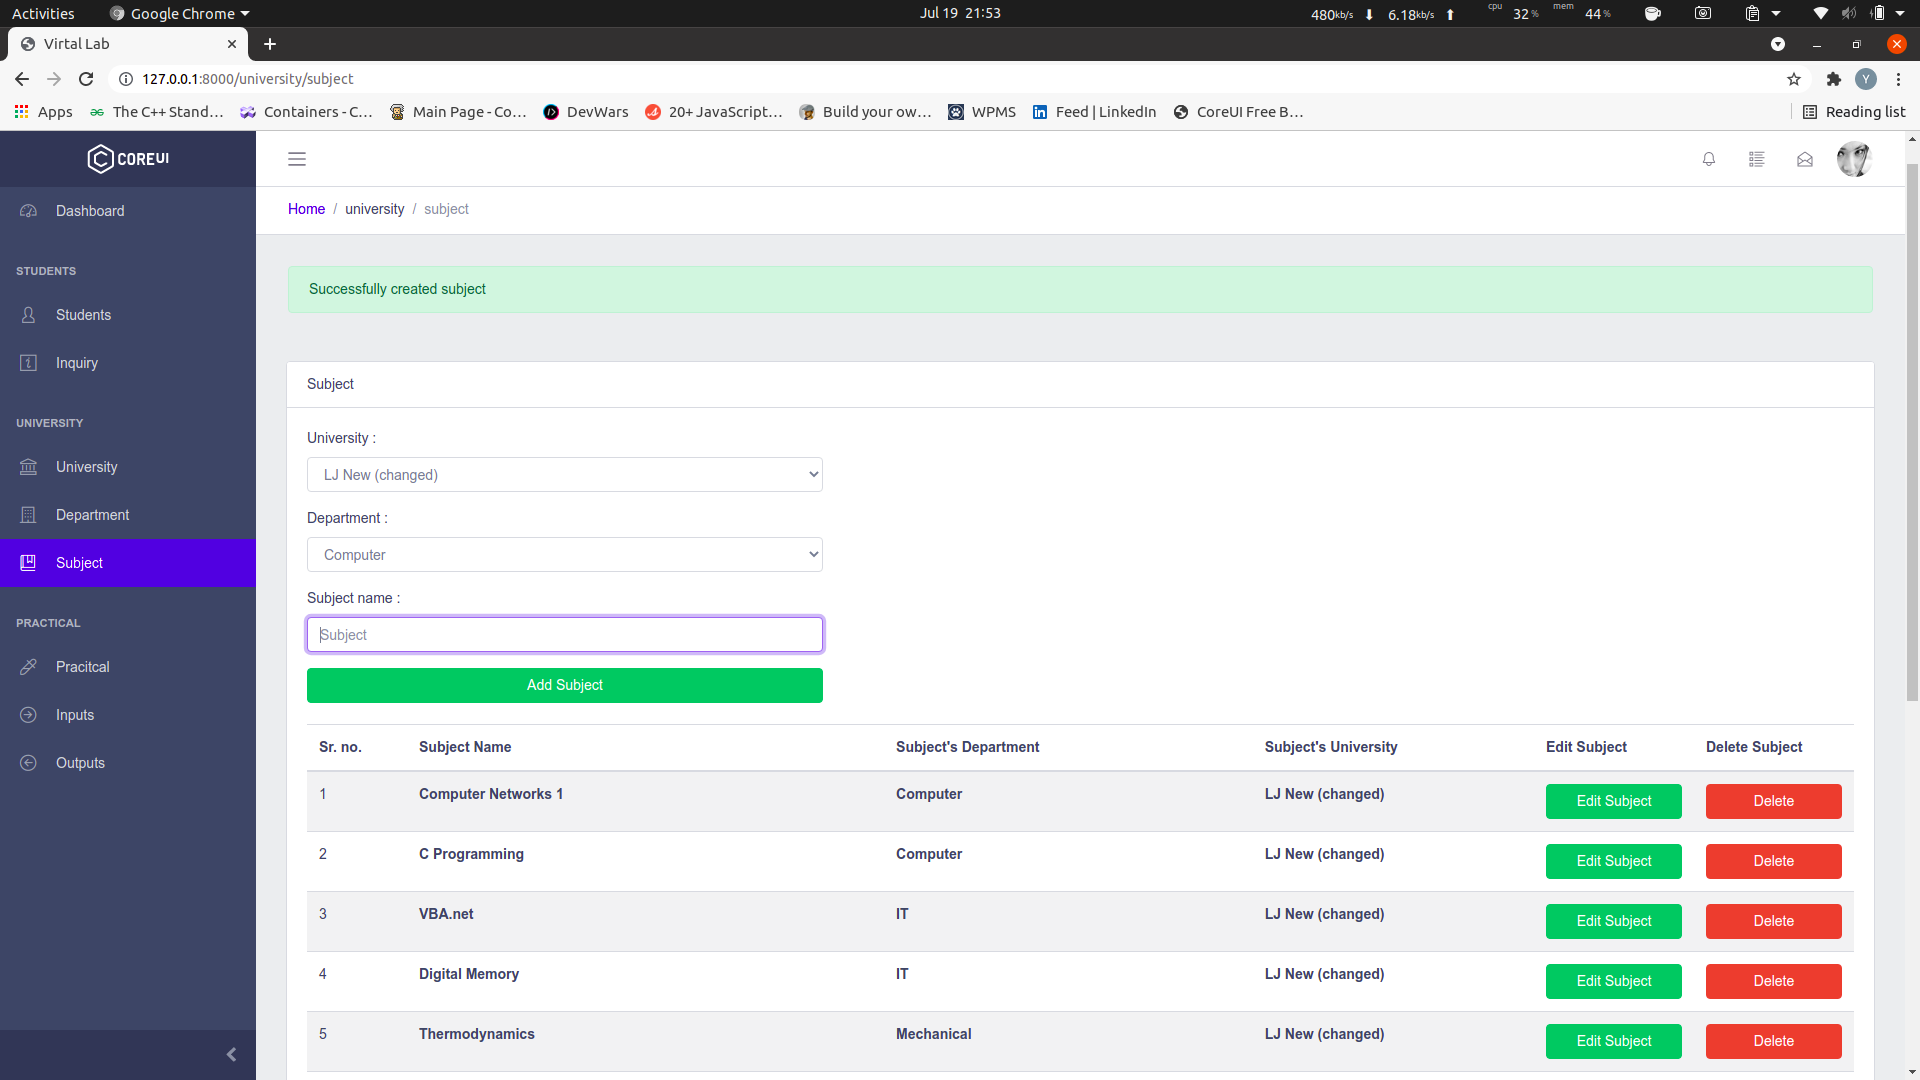 Activities Google Chrome Jul 19 21:53 480kb/s 6.18kb/s cpu 32% mem 44%
Virtal Lab
127.0.0.1:8000/university/subject Y
Apps The C++ Stand… Containers - C… Main Page - Co… DevWars 20+ JavaScript… Build your ow… WPMS Feed | LinkedIn CoreUI Free B… Reading list
COREUI
Home / university / subject
Dashboard
STUDENTS
Students
Inquiry
UNIVERSITY
University
Department
Subject
PRACTICAL
Pracitcal
Inputs
Outputs
Successfully created subject
Subject
University :
LJ New (changed)
Department :
Computer
Subject name :
Subject
Add Subject
Sr. no. Subject Name Subject's Department Subject's University Edit Subject Delete Subject
1 Computer Networks 1 Computer LJ New (changed) Edit Subject Delete
2 C Programming Computer LJ New (changed) Edit Subject Delete
3 VBA.net IT LJ New (changed) Edit Subject Delete
4 Digital Memory IT LJ New (changed) Edit Subject Delete
5 Thermodynamics Mechanical LJ New (changed) Edit Subject Delete